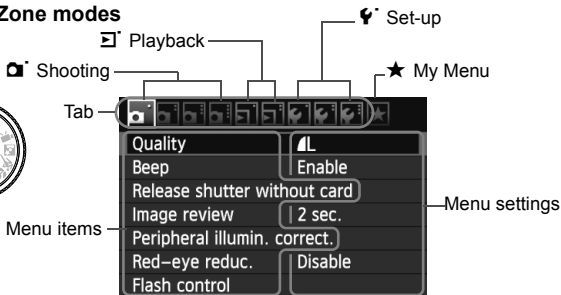 Zone modes
Set-up
Playback
Shooting
★ My Menu
Tab
Quality L
Beep Enable
Release shutter without card
Image review 2 sec.
Menu settings
Menu items
Peripheral illumin. correct.
Red-eye reduc. Disable
Flash control